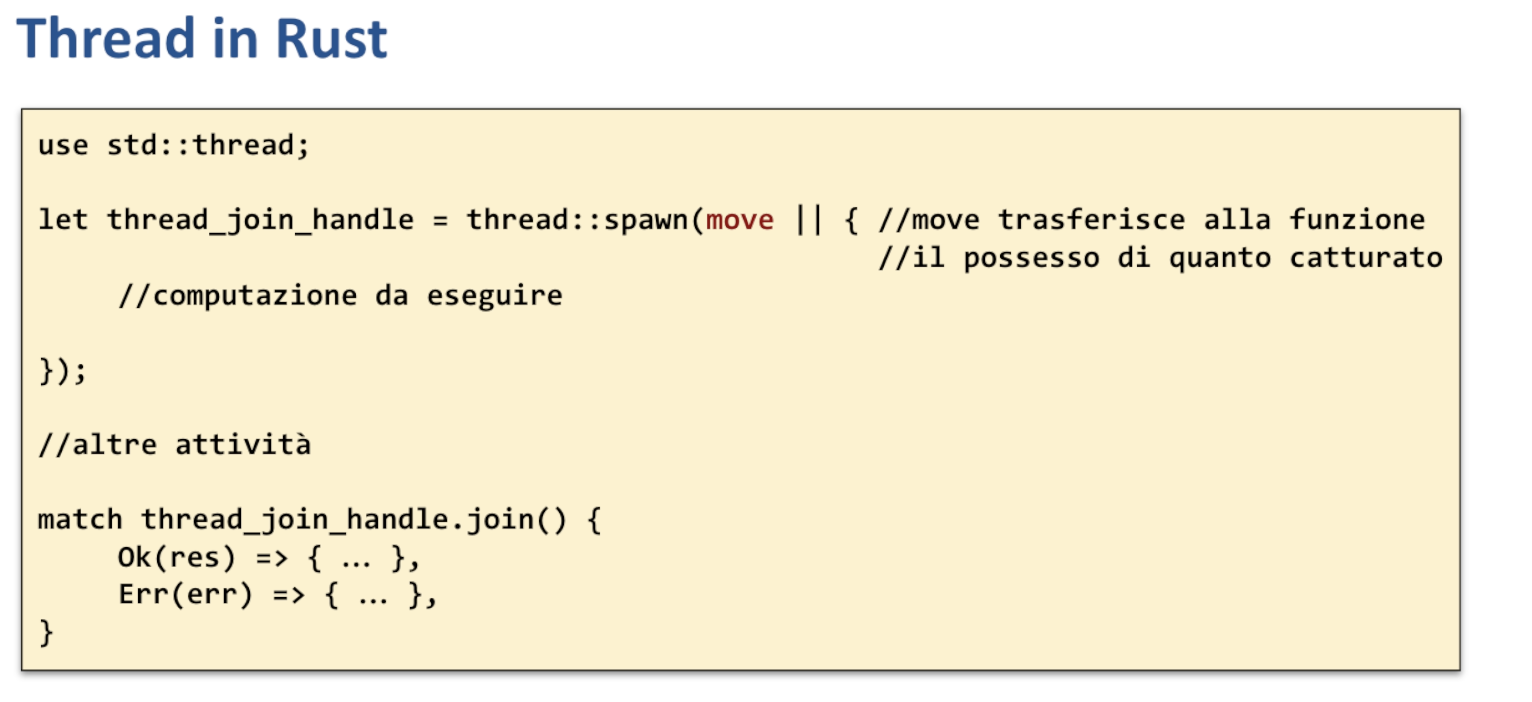 Thread in Rust
use std::thread;
let thread_join_handle = thread::spawn(move || { //move trasferisce alla funzione
//il possesso di quanto catturato
//computazione da eseguire
});
//altre attività
match thread_join_handle.join() {
Ok(res) => { … },
Err(err) => { … },
}